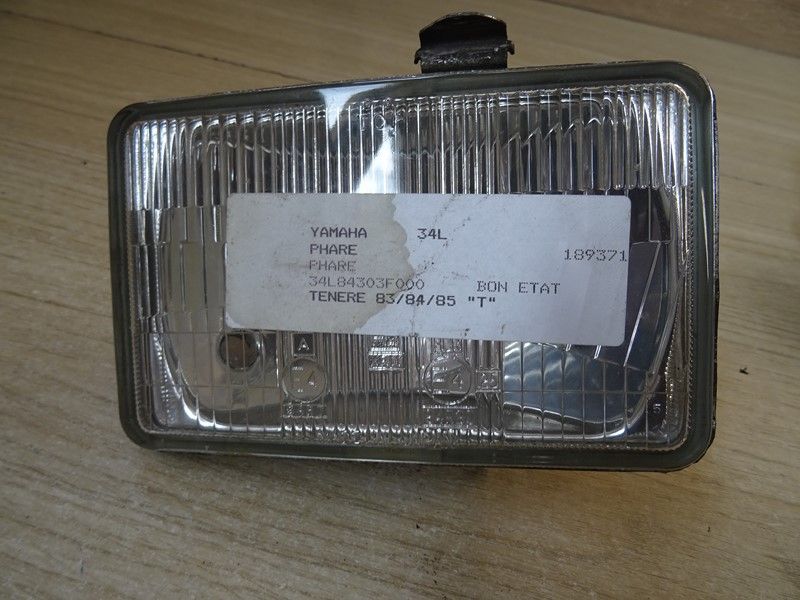 YAMAHA 34L
PHARE
189371
PHARE
34L84303F000 BON ETAT
TENERE 83/84/85 "T"
A